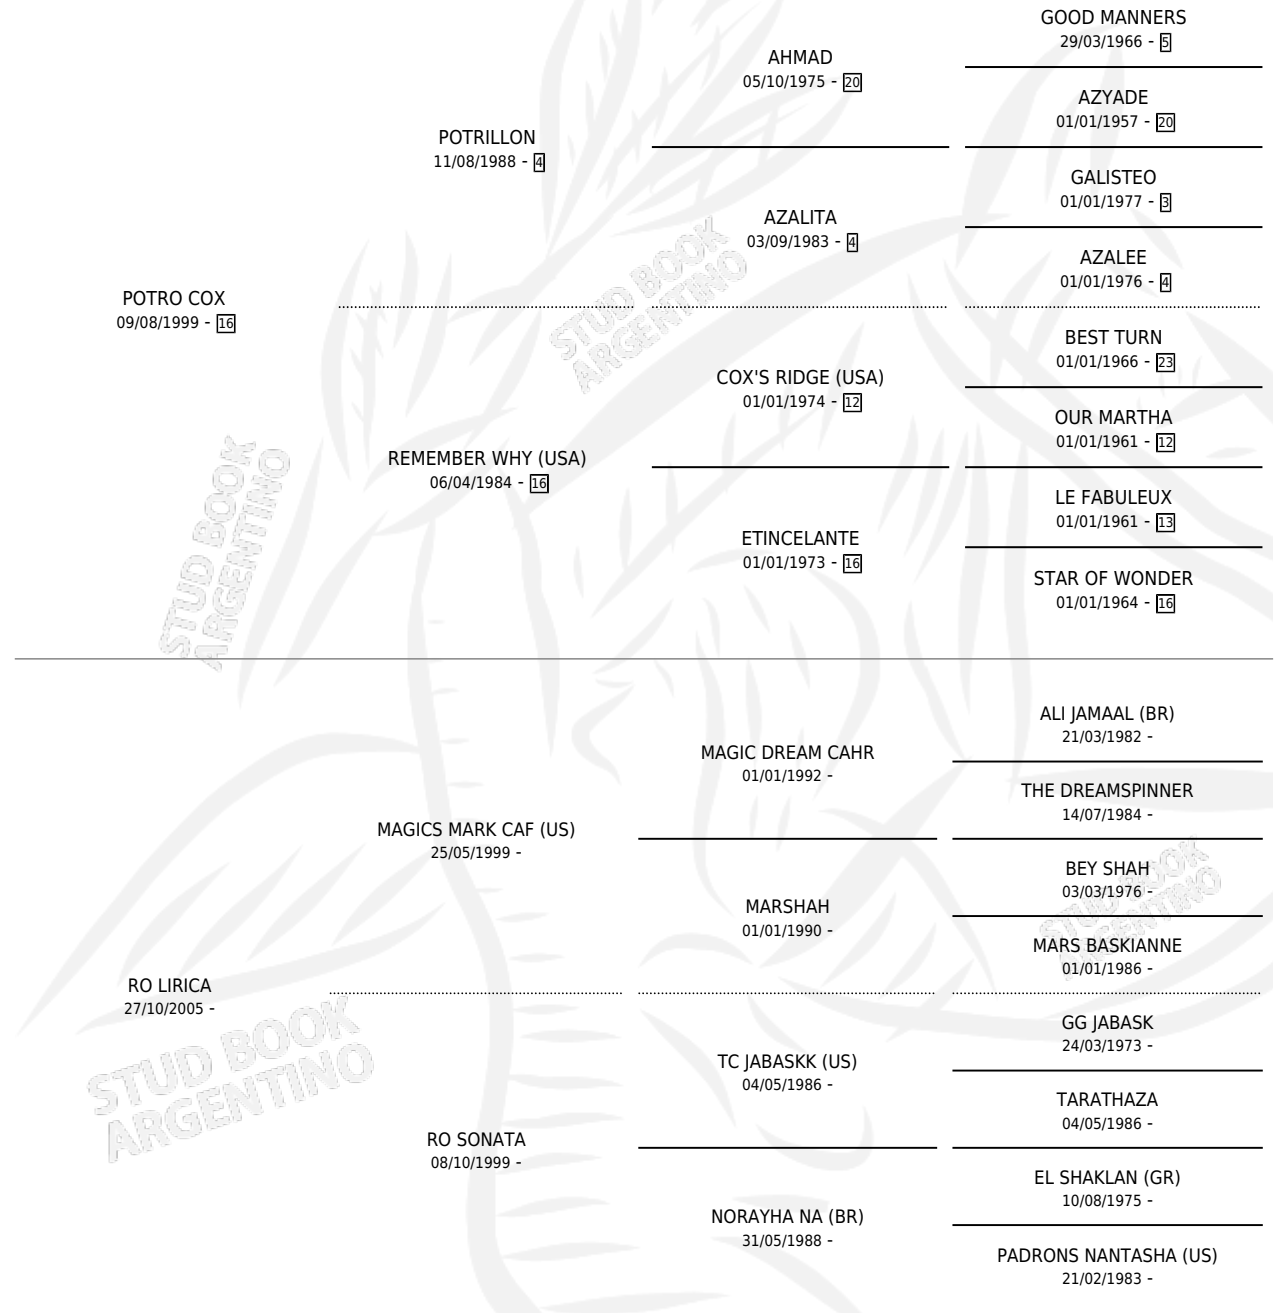 GOOD MANNERS
29/03/1966 - 5
AHMAD
05/10/1975 - 20
AZYADE
01/01/1957 - 20
POTRILLON
11/08/1988 - 4
GALISTEO
01/01/1977 - 3
AZALITA
03/09/1983 - 4
AZALEE
01/01/1976 - 4
POTRO COX
09/08/1999 - 16
BEST TURN
01/01/1966 - 23
COX'S RIDGE (USA)
01/01/1974 - 12
OUR MARTHA
01/01/1961 - 12
REMEMBER WHY (USA)
06/04/1984 - 16
LE FABULEUX
01/01/1961 - 13
ETINCELANTE
01/01/1973 - 16
STAR OF WONDER
01/01/1964 - 16
STUD BOOK
ARGENTINO
STUD BOOK
ARGENTINO
ALI JAMAAL (BR)
21/03/1982 -
MAGIC DREAM CAHR
01/01/1992 -
THE DREAMSPINNER
14/07/1984 -
MAGICS MARK CAF (US)
25/05/1999 -
BEY SHAH
03/03/1976 -
MARSHAH
01/01/1990 -
MARS BASKIANNE
01/01/1986 -
RO LIRICA
27/10/2005 -
GG JABASK
24/03/1973 -
TC JABASKK (US)
04/05/1986 -
TARATHAZA
04/05/1986 -
RO SONATA
08/10/1999 -
EL SHAKLAN (GR)
10/08/1975 -
NORAYHA NA (BR)
31/05/1988 -
PADRONS NANTASHA (US)
21/02/1983 -
STUD BOOK
ARGENTINO
STUD BOOK
ARGENTINO